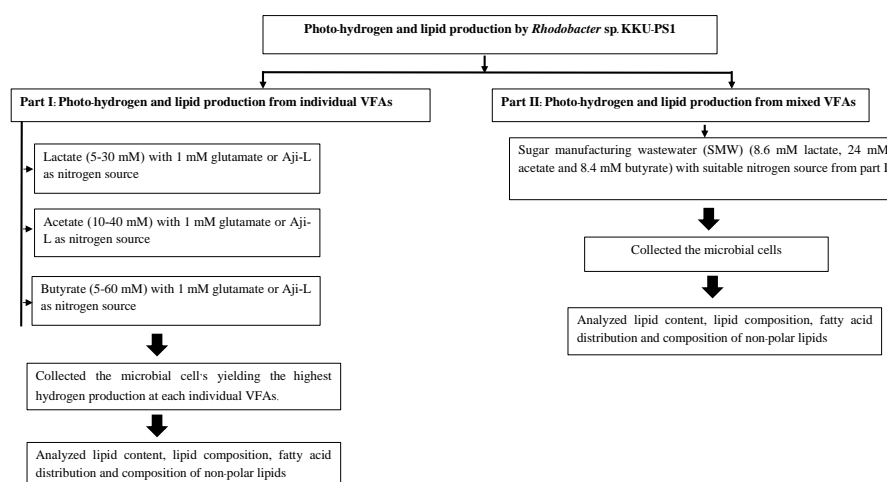 Photo-hydrogen and lipid production by Rhodobacter sp. KKU-PS1
Part I: Photo-hydrogen and lipid production from individual VFAs
Lactate (5-30 mM) with 1 mM glutamate or Aji-L
as nitrogen source
Acetate (10-40 mM) with 1 mM glutamate or Aji-
L as nitrogen source
Butyrate (5-60 mM) with 1 mM glutamate or Aji-L
as nitrogen source
Collected the microbial cell's yielding the highest
hydrogen production at each individual VFAs.
Analyzed lipid content, lipid composition, fatty acid
distribution and composition of non-polar lipids
Part II: Photo-hydrogen and lipid production from mixed VFAs
Sugar manufacturing wastewater (SMW) (8.6 mM lactate, 24 mM
acetate and 8.4 mM butyrate) with suitable nitrogen source from part I
Collected the microbial cells
Analyzed lipid content, lipid composition, fatty acid
distribution and composition of non-polar lipids